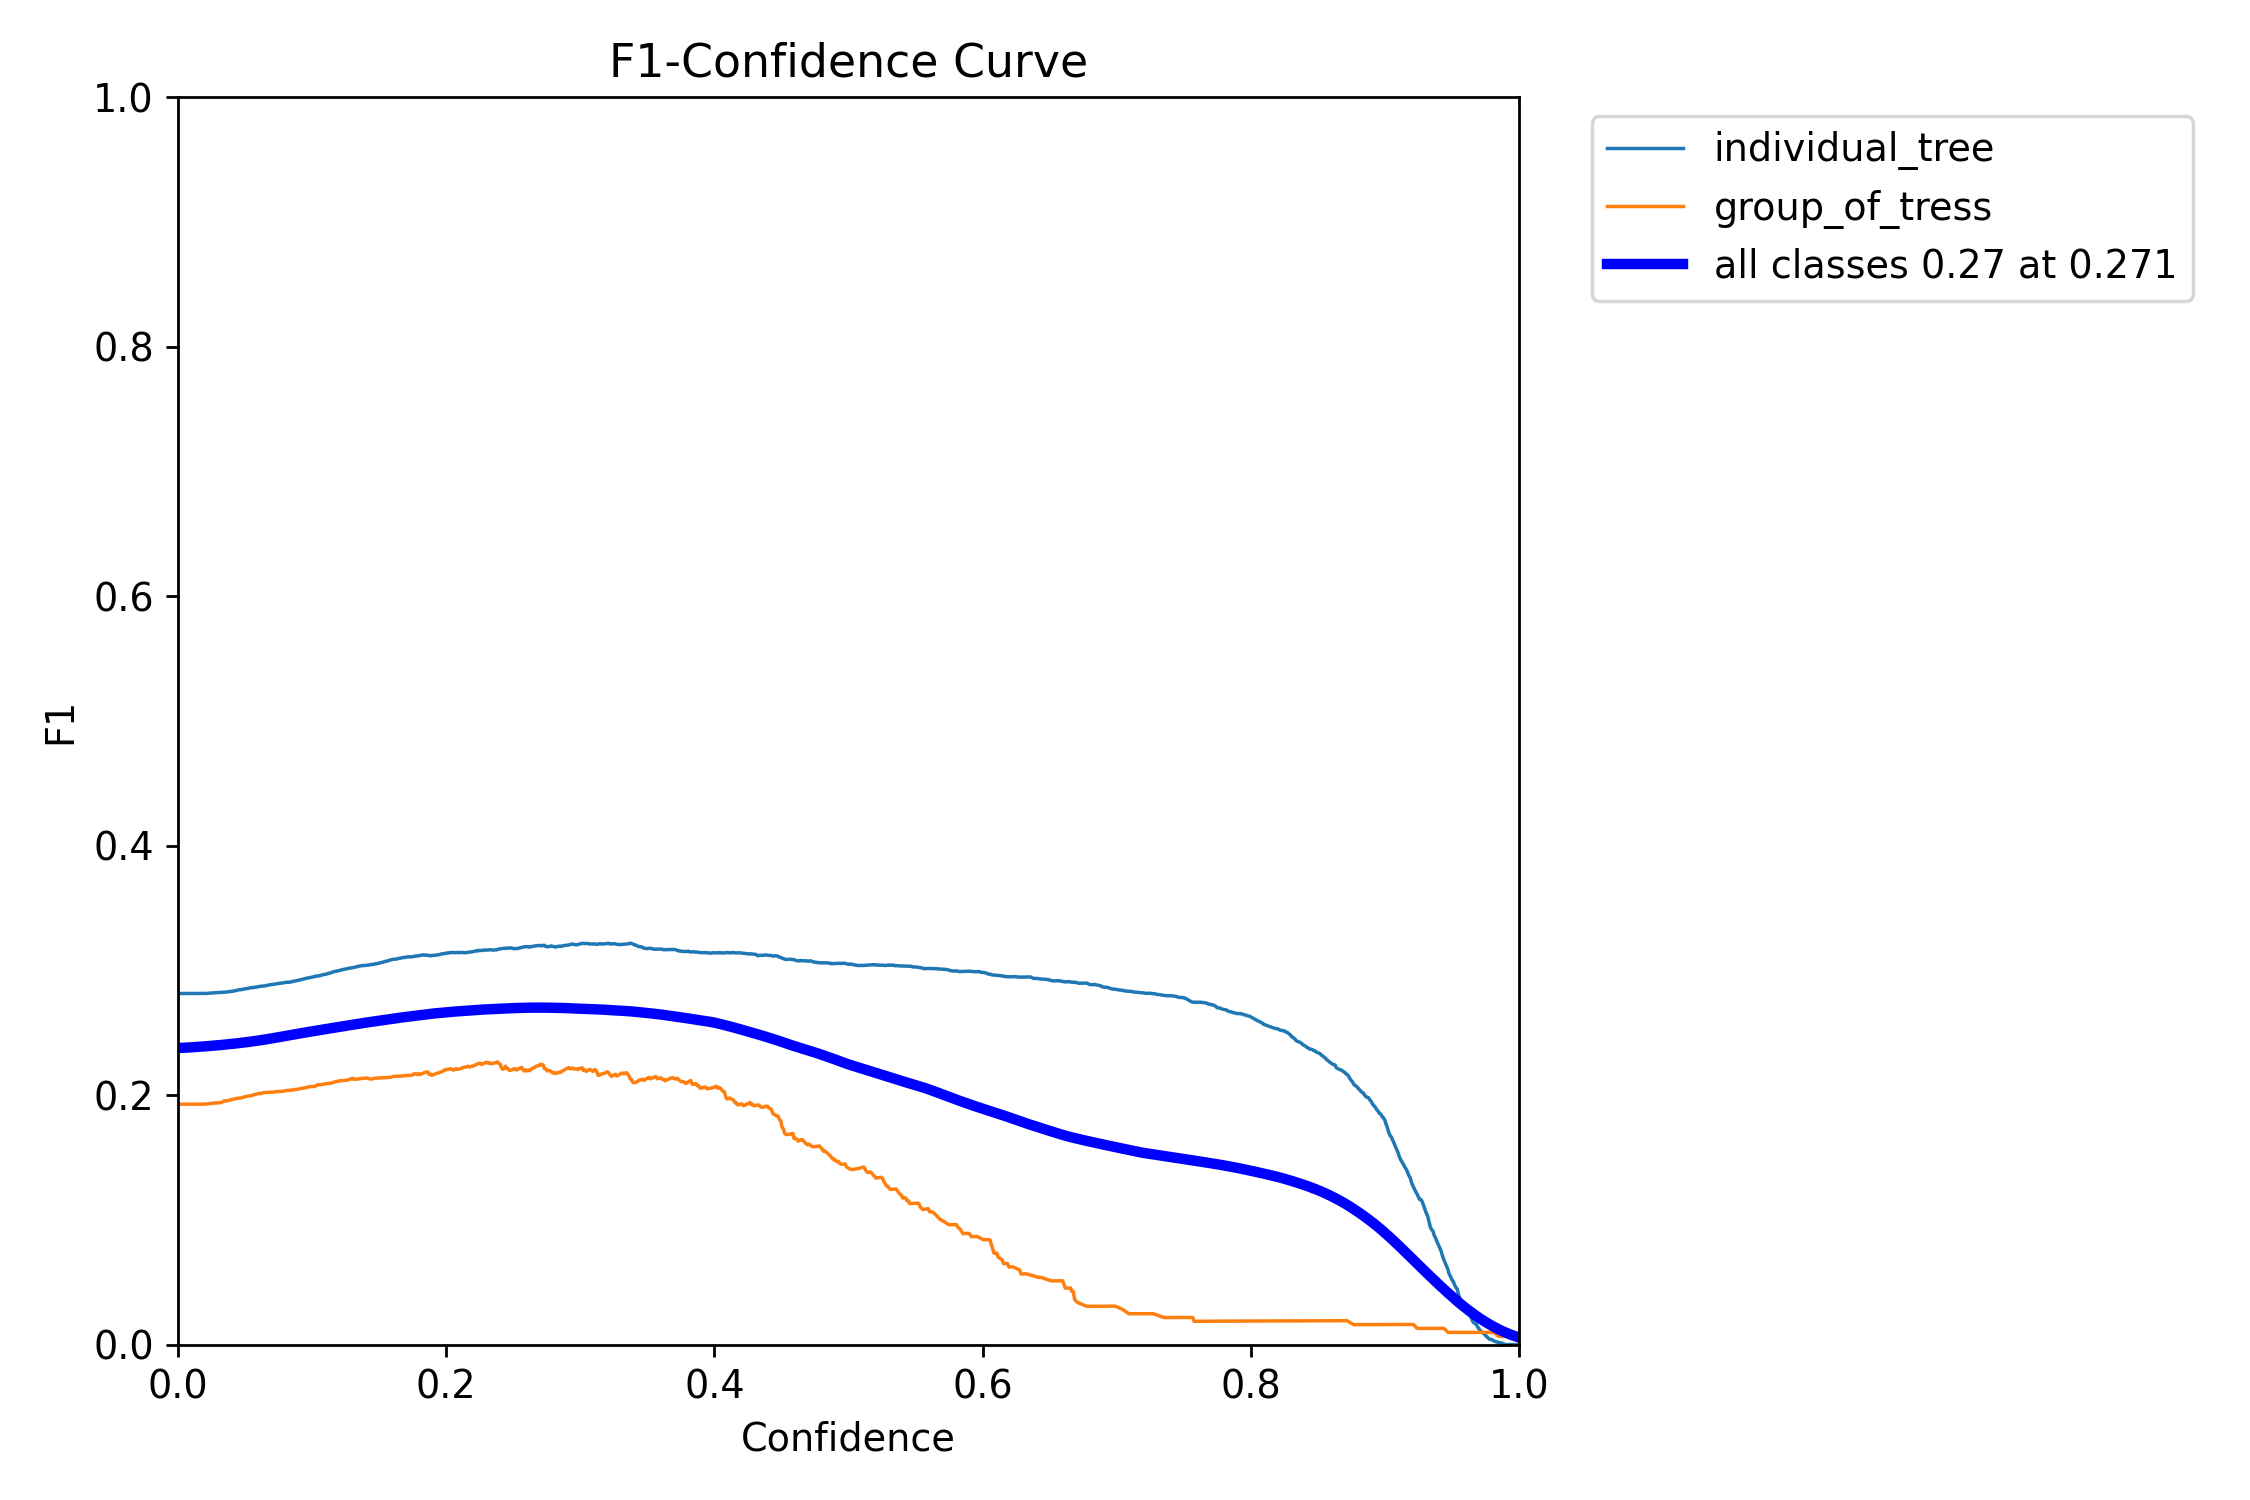 F1-Confidence Curve
1.0
0.8
0.6
0.4
0.2
0.0
F1
0.0 0.2 0.4 0.6 0.8 1.0
Confidence
individual_tree
group_of_tress
all classes 0.27 at 0.271